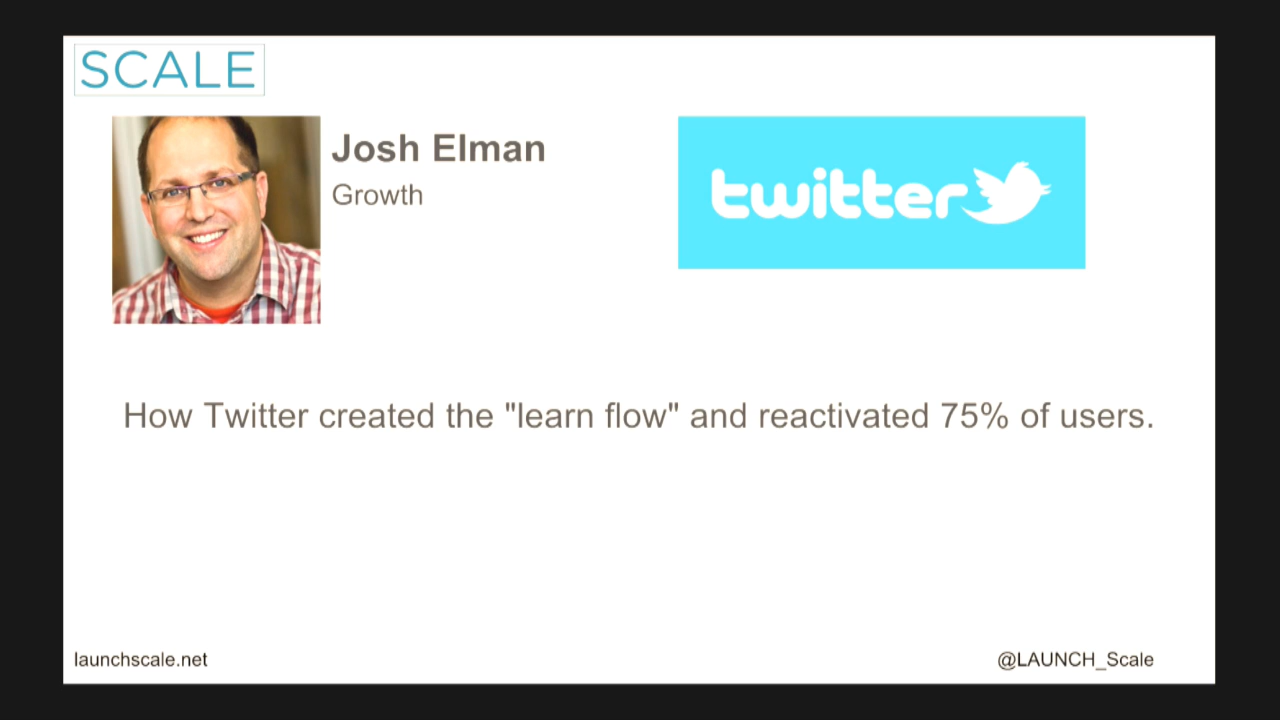 SCALE
Josh Elman
Growth
twitter
How Twitter created the "learn flow" and reactivated 75% of users.
launchscale.net
@LAUNCH_Scale